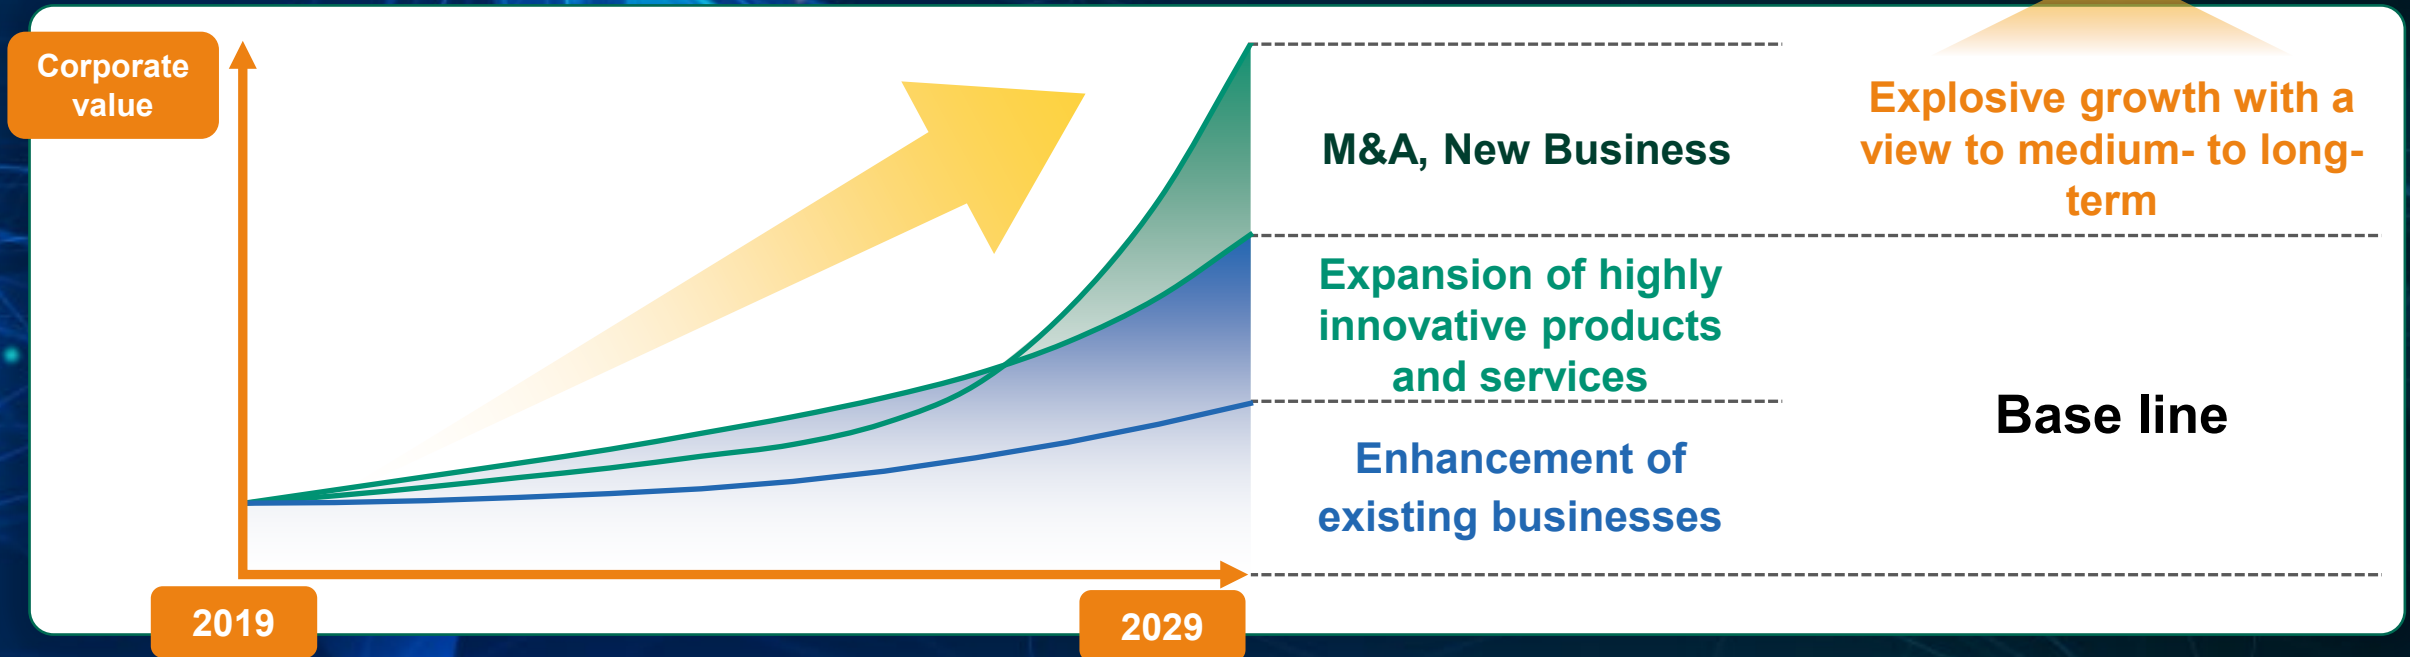 Corporate
value
M&A, New Business
Explosive growth with a
view to medium- to long-
term
Expansion of highly
innovative products
and services
Base line
Enhancement of
existing businesses
2019
2029